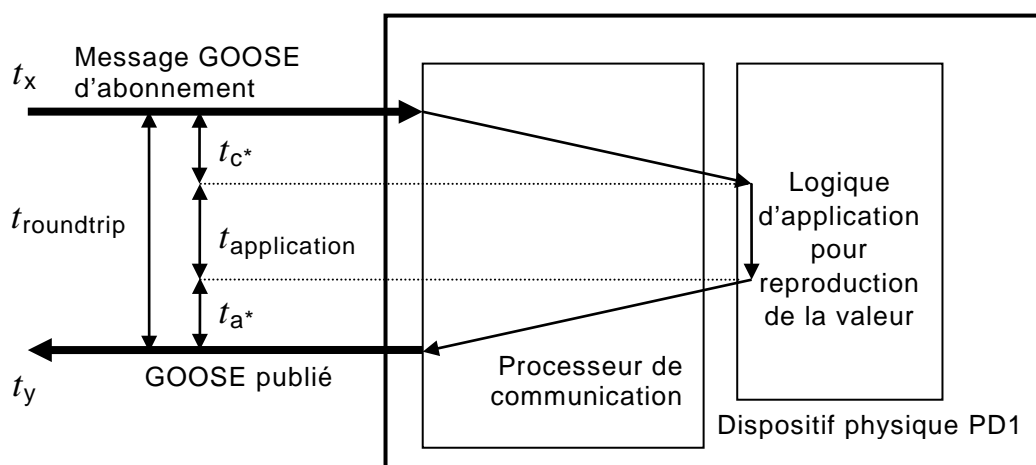 Message GOOSE
d'abonnement
tx
tc*
troundtrip
tapplication
ta*
ty
GOOSE publié
Processeur de
communication
Logique
d'application
pour
reproduction
de la valeur
Dispositif physique PD1